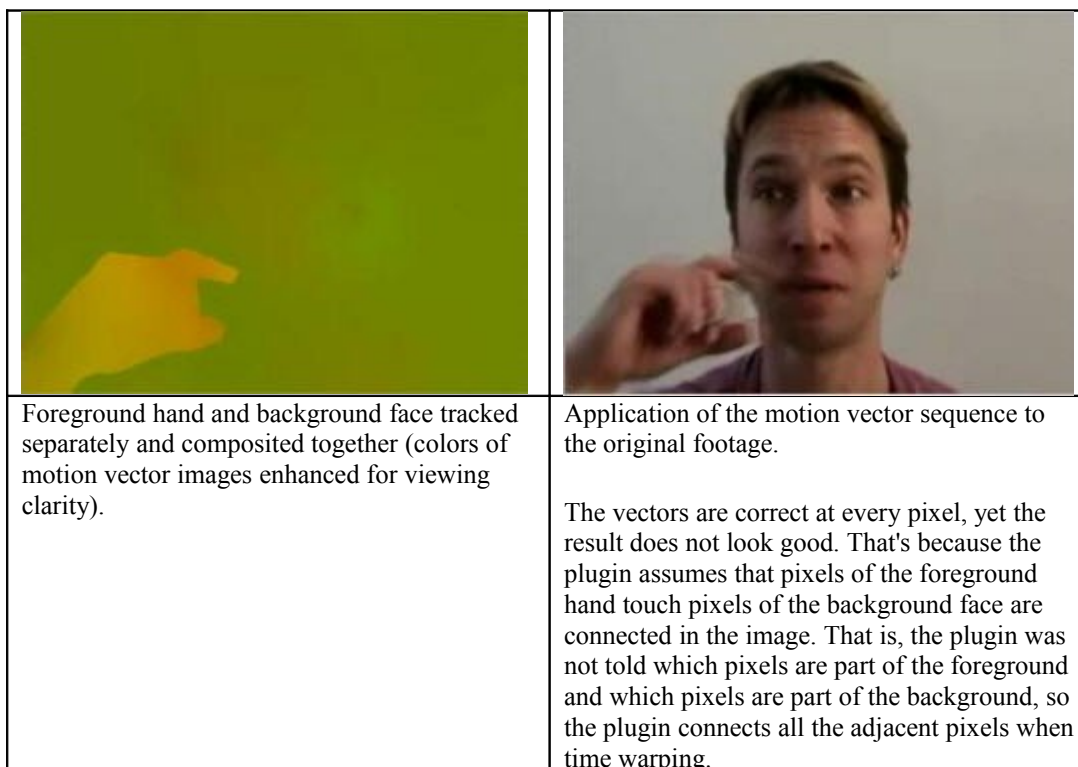 Foreground hand and background face tracked
separately and composited together (colors of
motion vector images enhanced for viewing
clarity).
Application of the motion vector sequence to
the original footage.
The vectors are correct at every pixel, yet the
result does not look good. That's because the
plugin assumes that pixels of the foreground
hand touch pixels of the background face are
connected in the image. That is, the plugin was
not told which pixels are part of the foreground
and which pixels are part of the background, so
the plugin connects all the adjacent pixels when
time warping.